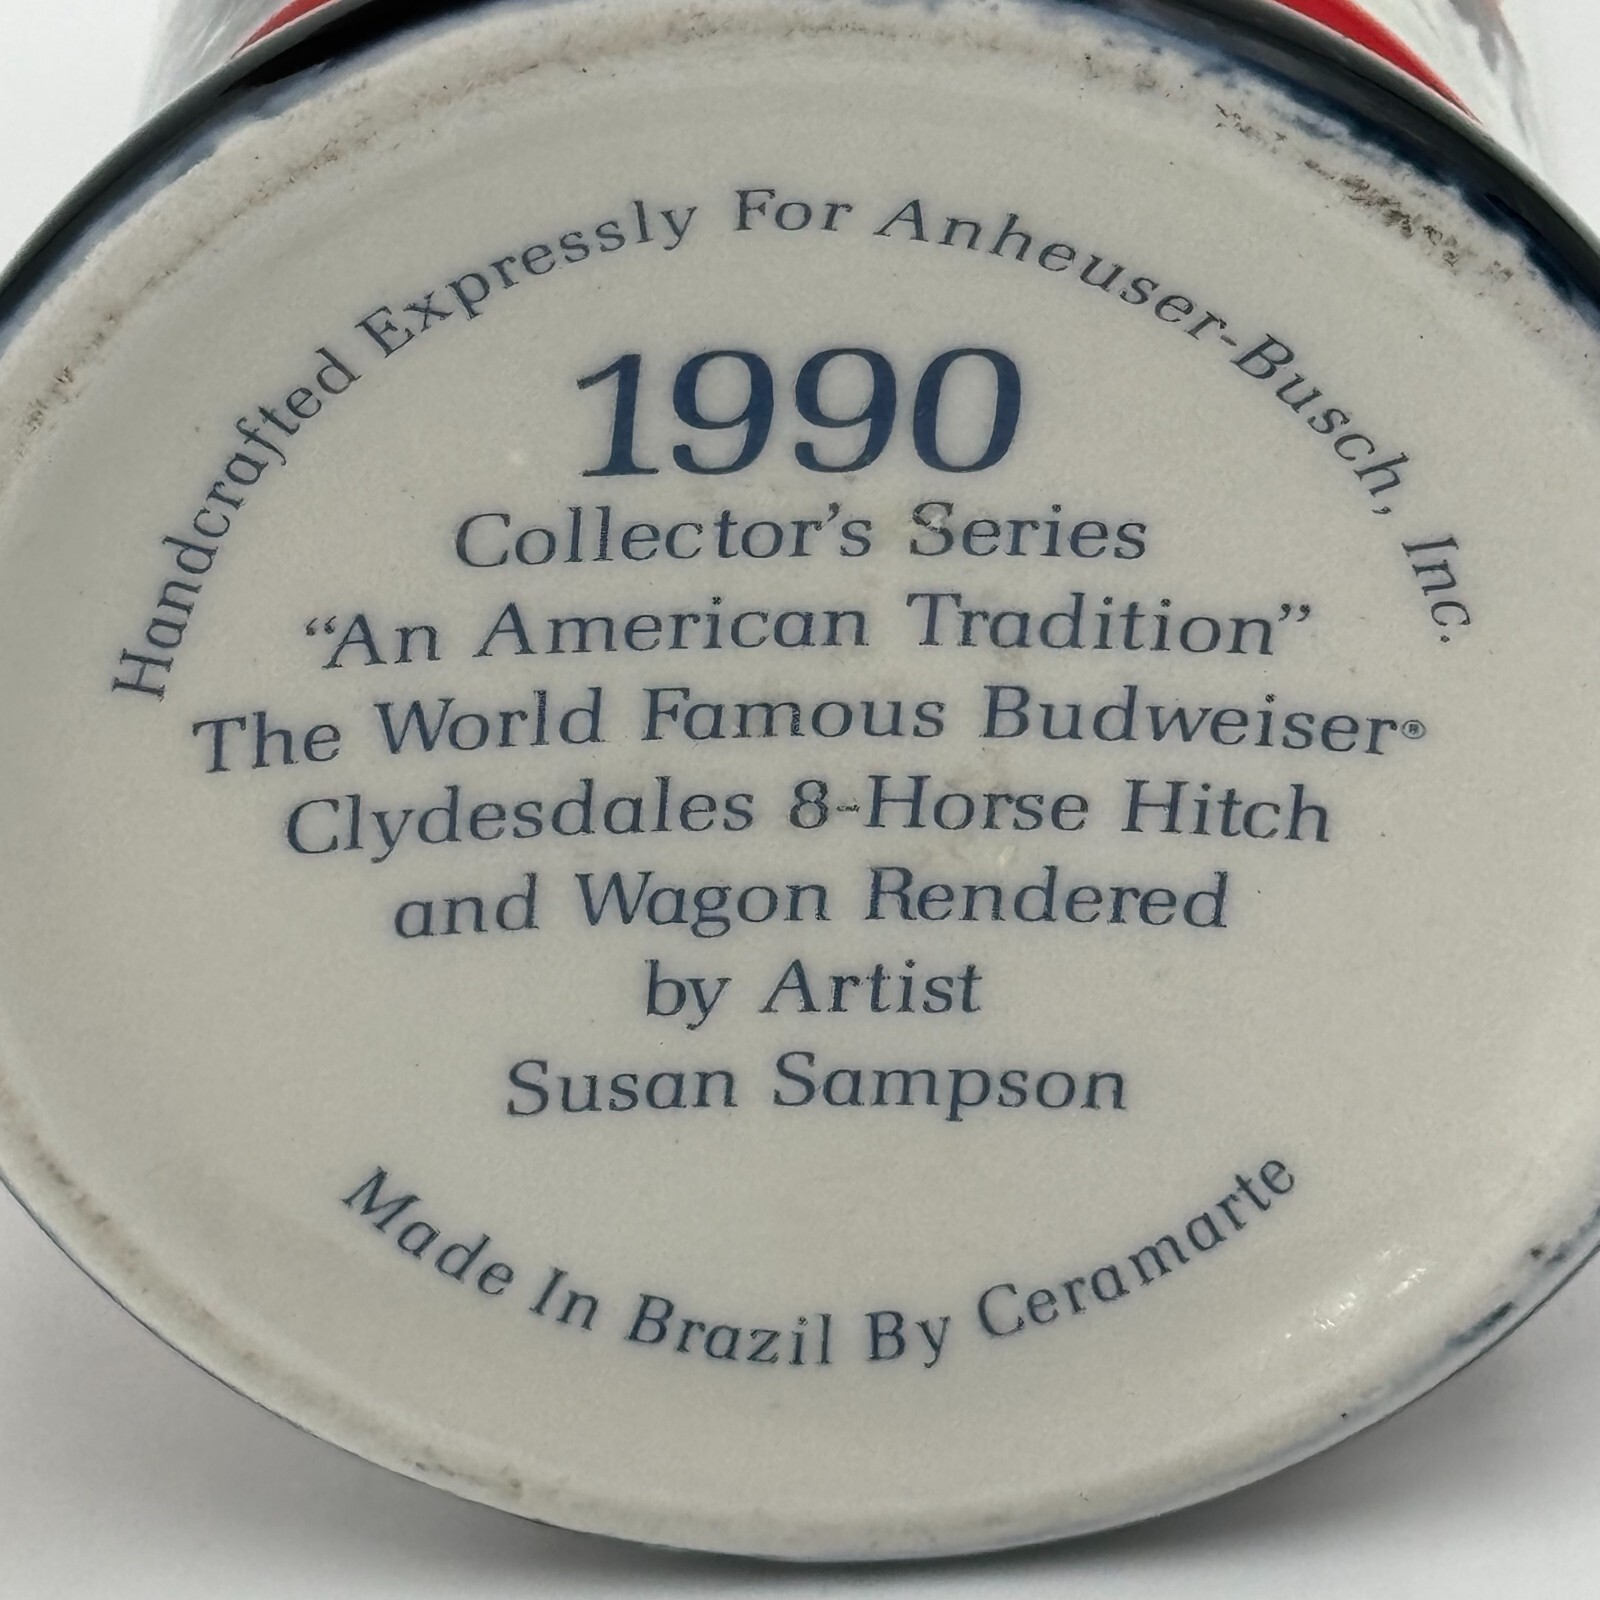 Handcrafted Expressly For Anheuser-Busch, Inc.
1990
Collector's Series
“An American Tradition”
The World Famous Budweiser®
Clydesdales 8-Horse Hitch
and Wagon Rendered
by Artist
Susan Sampson
Made In Brazil By Ceramarte